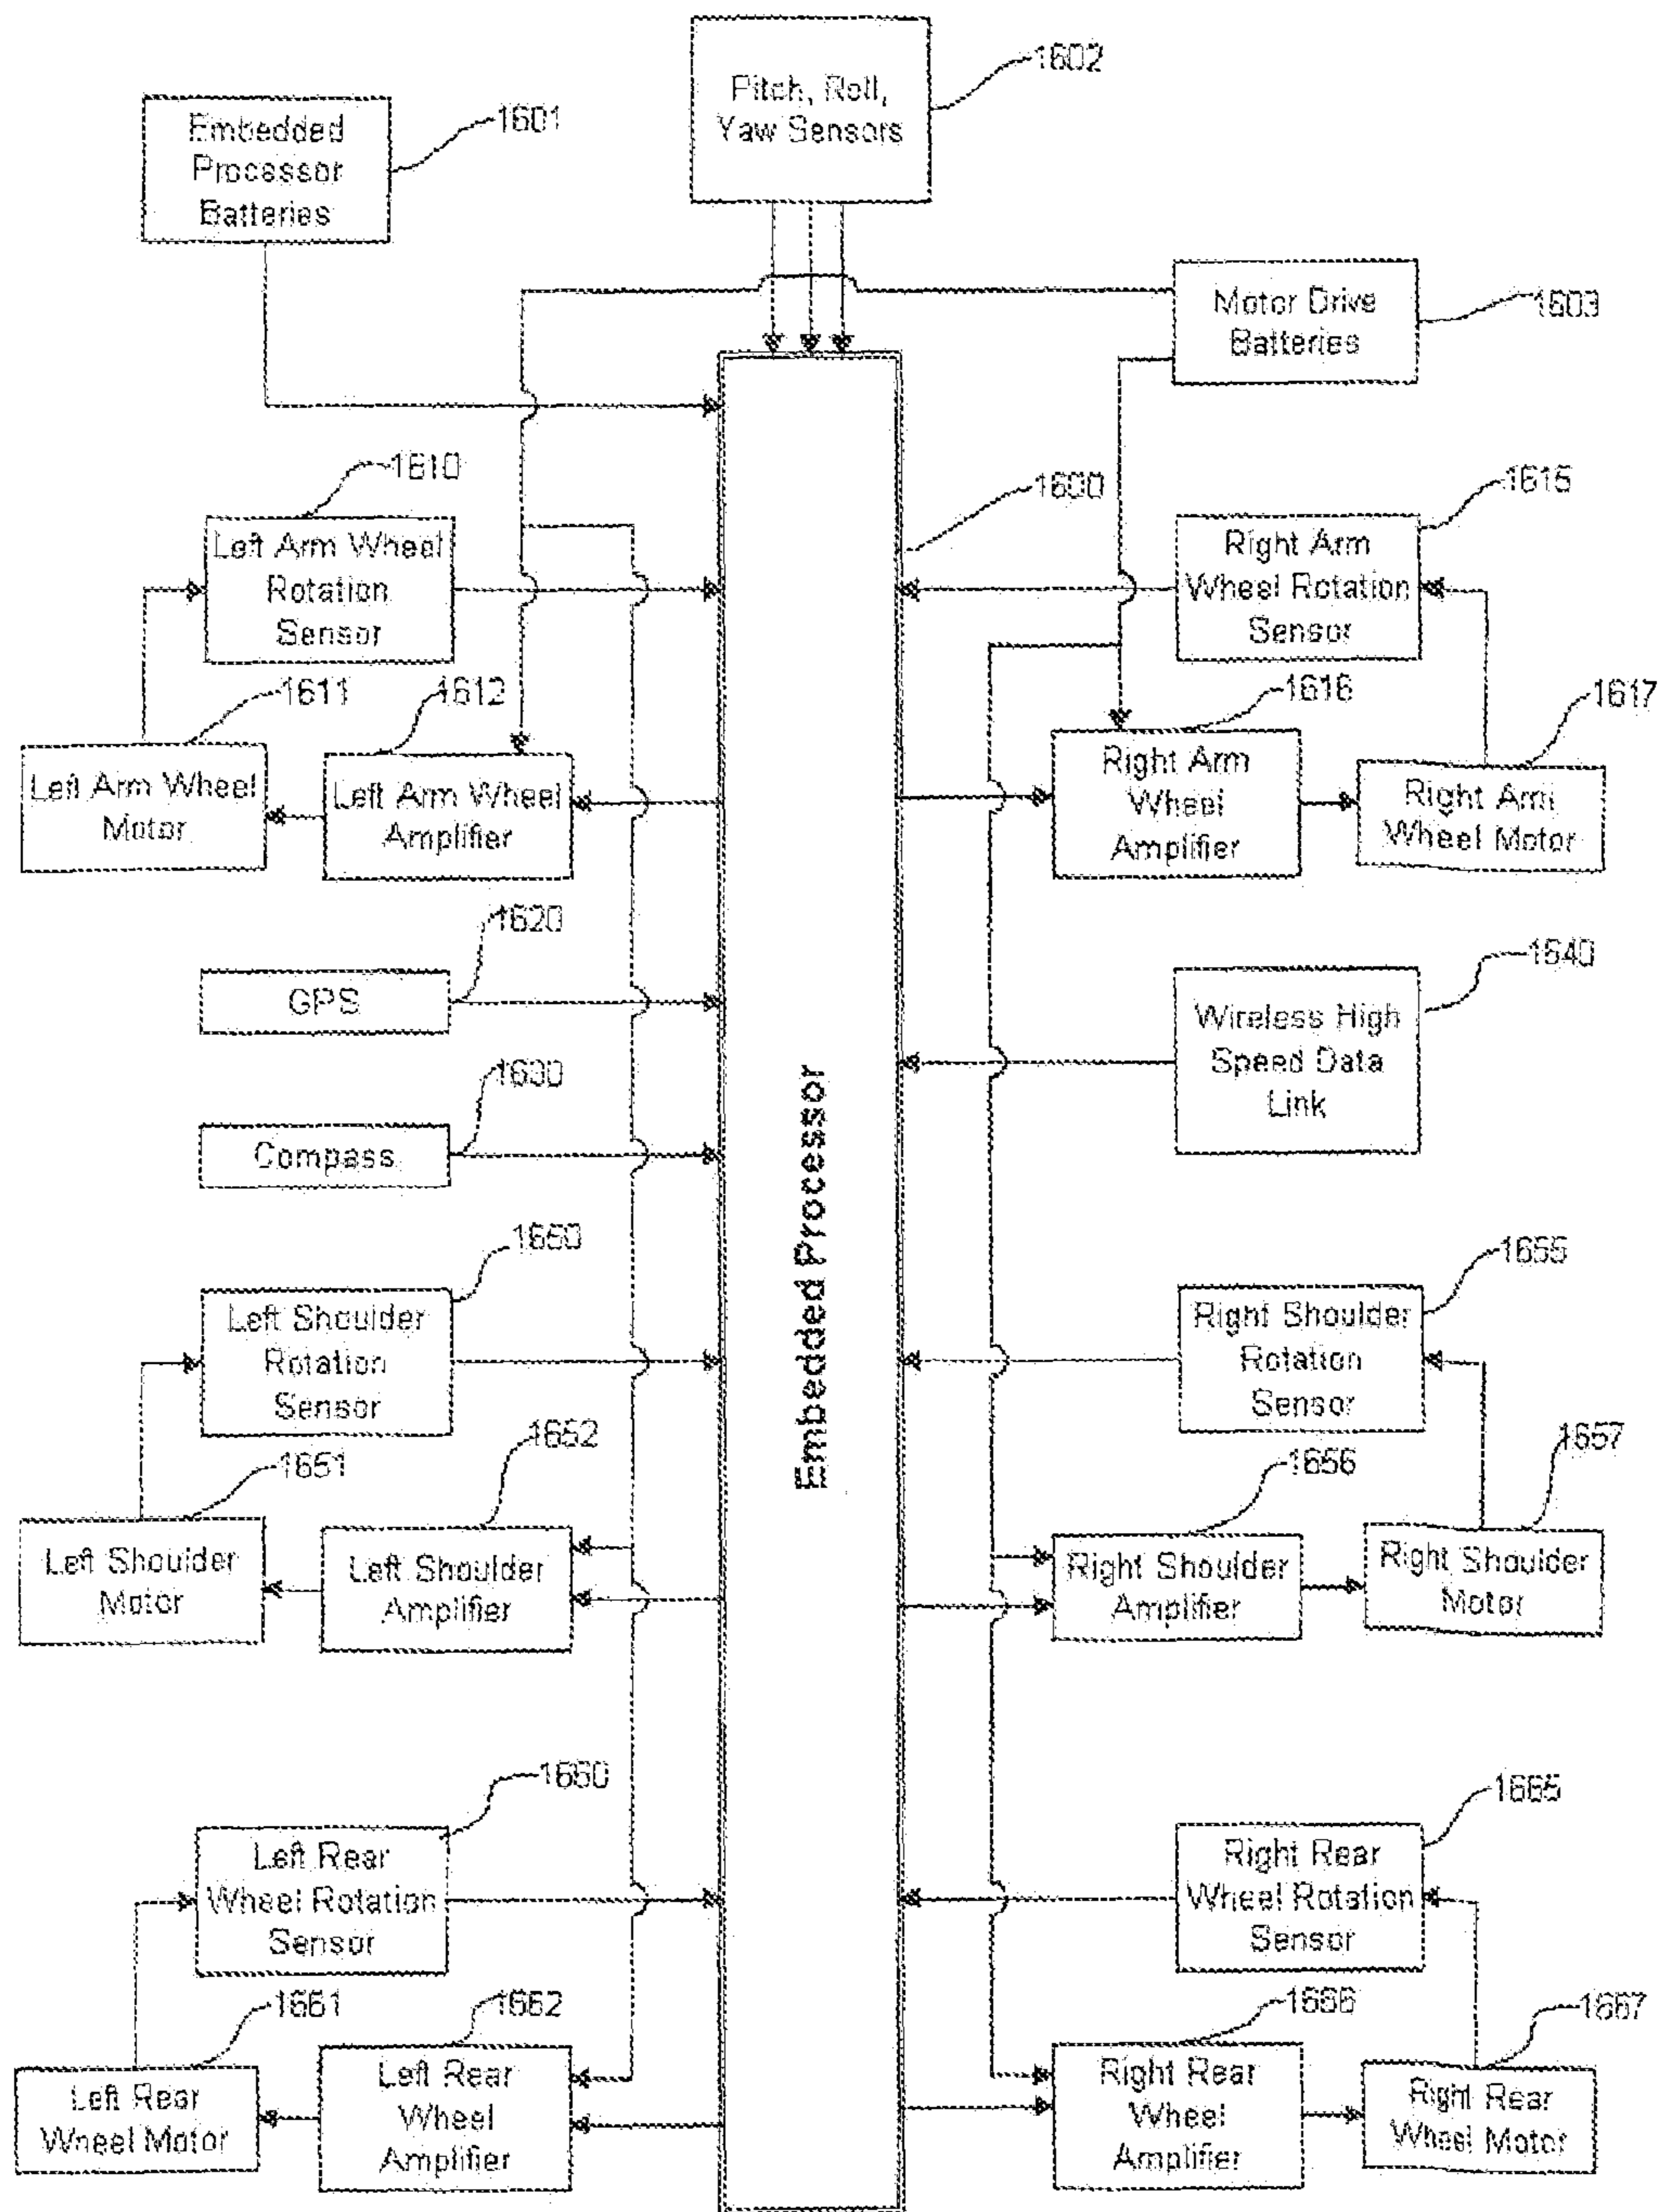 Pitch, Roll,
Yaw Sensors
1602
Embedded
Processor
Batteries
1601
Motor Drive
Batteries
1603
1610
Left Arm Wheel
Rotation
Sensor
1600
1615
Right Arm
Wheel Rotation
Sensor
1611
Left Arm Wheel
Motor
1612
Left Arm Wheel
Amplifier
1616
Right Arm
Wheel
Amplifier
1617
Right Arm
Wheel Motor
1620
GPS
1640
Wireless High
Speed Data
Link
1630
Compass
Embedded Processor
1650
Left Shoulder
Rotation
Sensor
1655
Right Shoulder
Rotation
Sensor
1651
Left Shoulder
Motor
1652
Left Shoulder
Amplifier
1656
Right Shoulder
Amplifier
1657
Right Shoulder
Motor
1660
Left Rear
Wheel Rotation
Sensor
1665
Right Rear
Wheel Rotation
Sensor
1661
Left Rear
Wheel Motor
1662
Left Rear
Wheel
Amplifier
1666
Right Rear
Wheel
Amplifier
1667
Right Rear
Wheel Motor